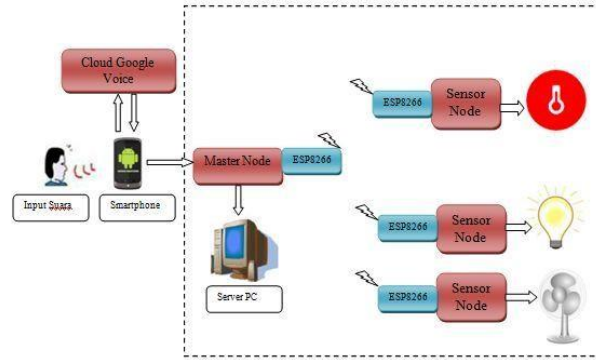 Cloud Google
Voice
Input Suara
Smartphone
Master Node
ESP8266
Server PC
ESP8266
Sensor
Node
ESP8266
Sensor
Node
ESP8266
Sensor
Node